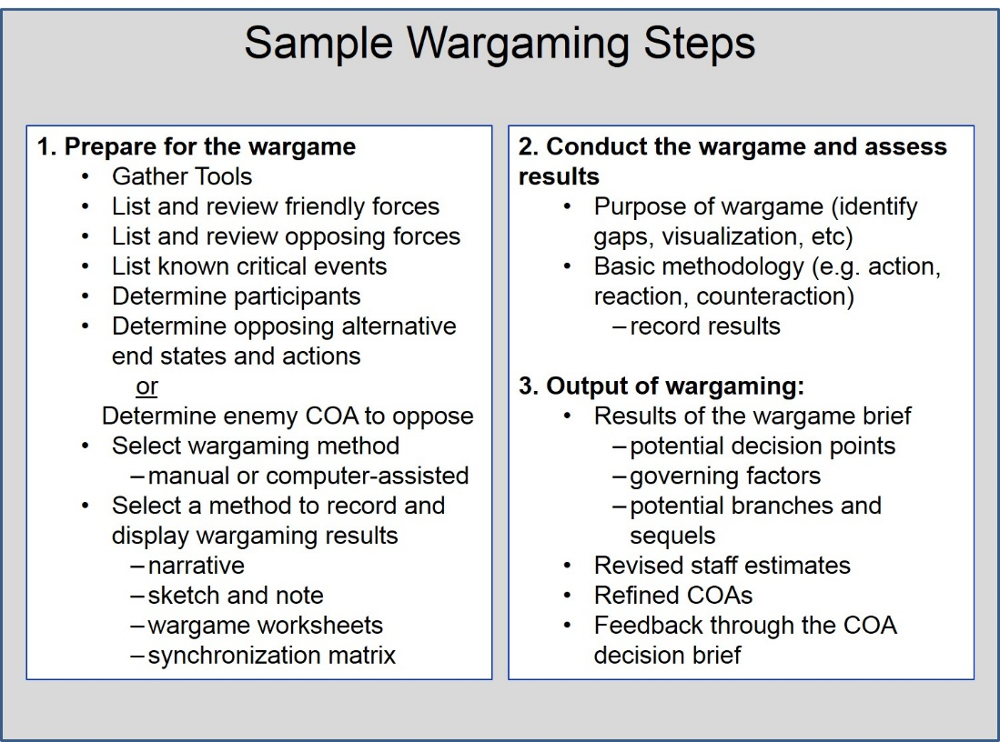 Sample Wargaming Steps
1. Prepare for the wargame
• Gather Tools
• List and review friendly forces
• List and review opposing forces
• List known critical events
• Determine participants
• Determine opposing alternative
end states and actions
or
Determine enemy COA to oppose
• Select wargaming method
– manual or computer-assisted
• Select a method to record and
display wargaming results
– narrative
– sketch and note
– wargame worksheets
– synchronization matrix
2. Conduct the wargame and assess
results
• Purpose of wargame (identify
gaps, visualization, etc)
• Basic methodology (e.g. action,
reaction, counteraction)
– record results
3. Output of wargaming:
• Results of the wargame brief
– potential decision points
– governing factors
– potential branches and
sequels
• Revised staff estimates
• Refined COAs
• Feedback through the COA
decision brief